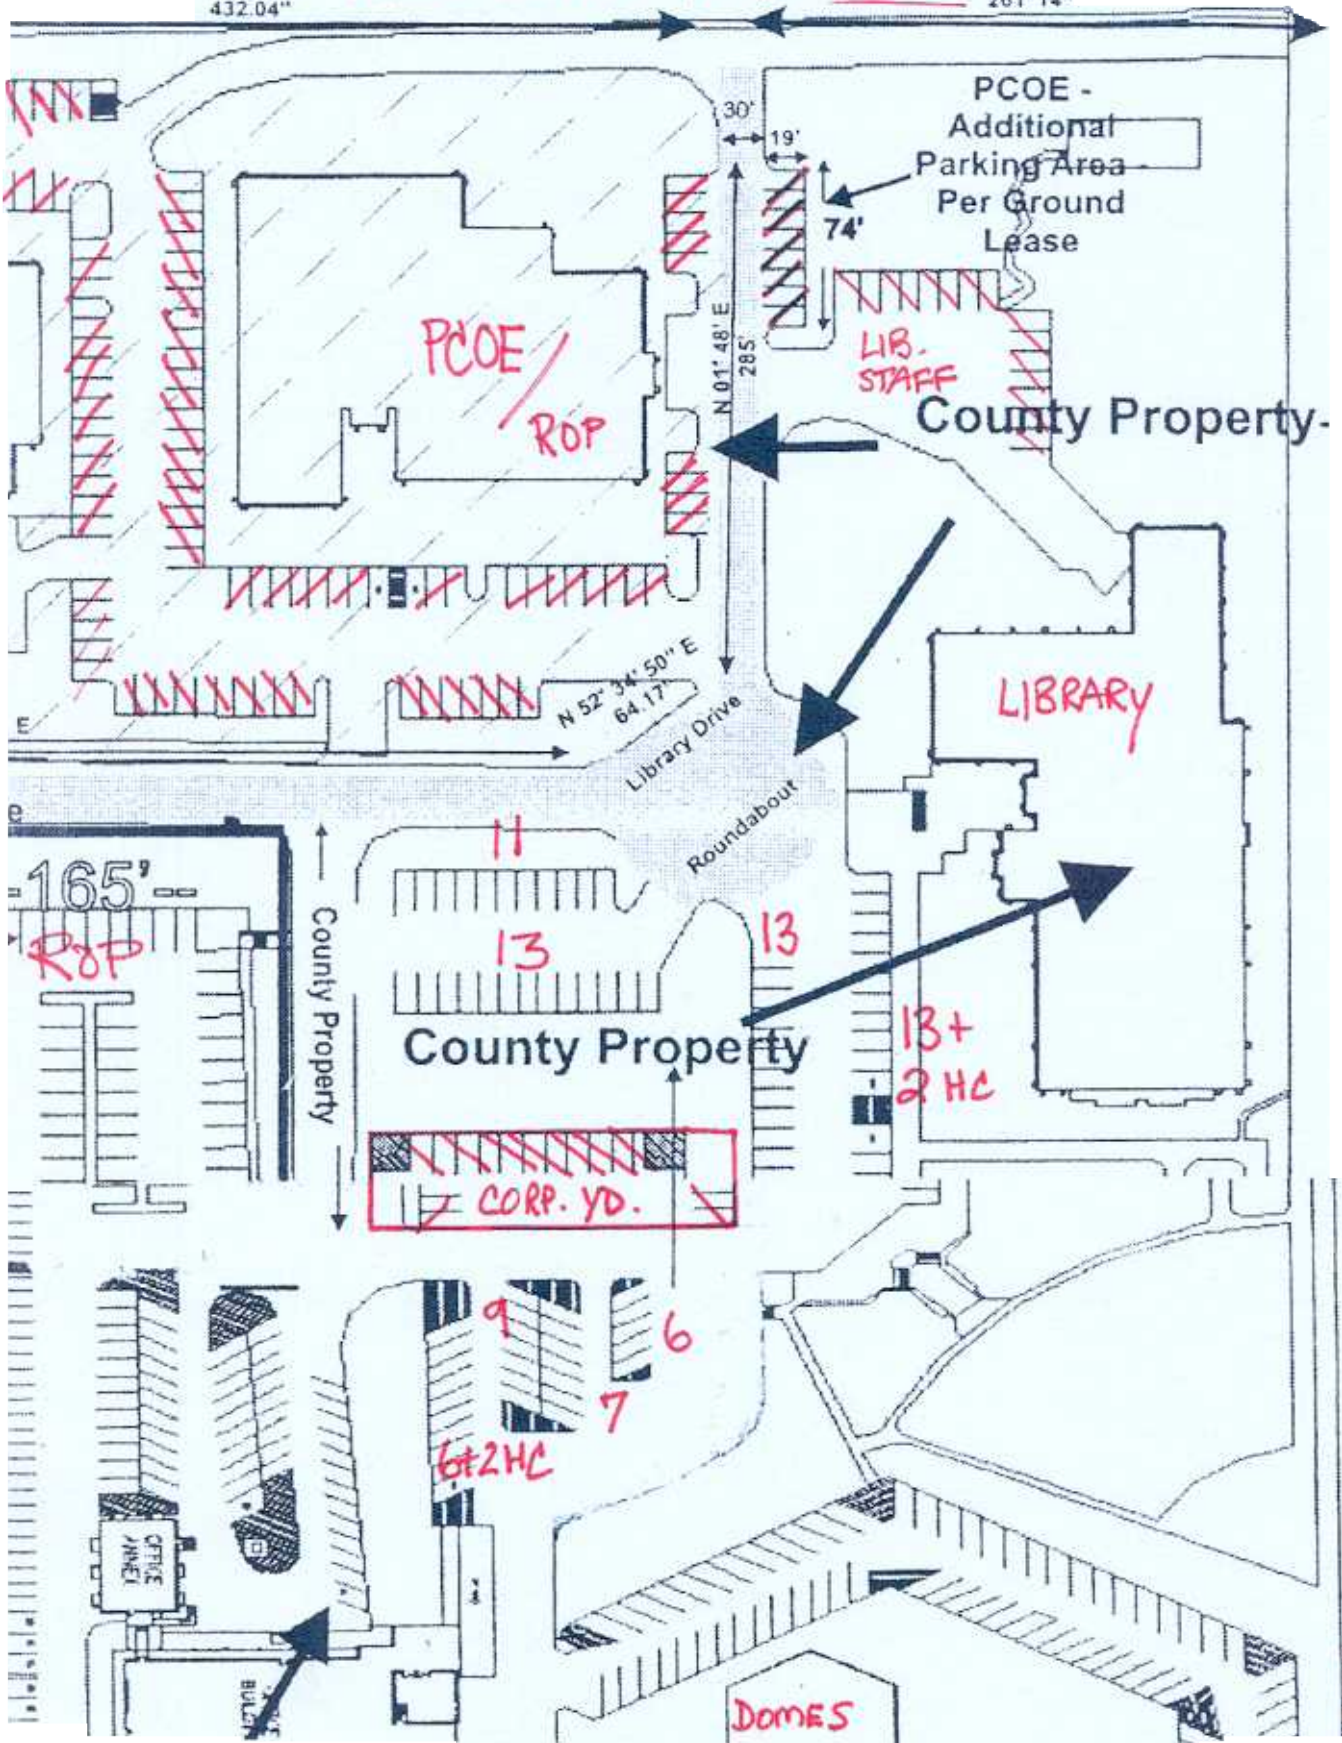 432.04"
261' 14"
PCOE -
Additional
Parking Area
Per Ground
Lease
30'
19'
74'
N 01° 48' E
285'
PCOE/
ROP
LIB.
STAFF
County Property-
N 52° 34' 50" E
64.17'
Library Drive
Roundabout
LIBRARY
E
e
-165'--
ROP
County Property
11
13
13
County Property
13+
2 HC
CORP. YD.
9
6
7
6+2HC
OFFICE
ANNEX
DOMES